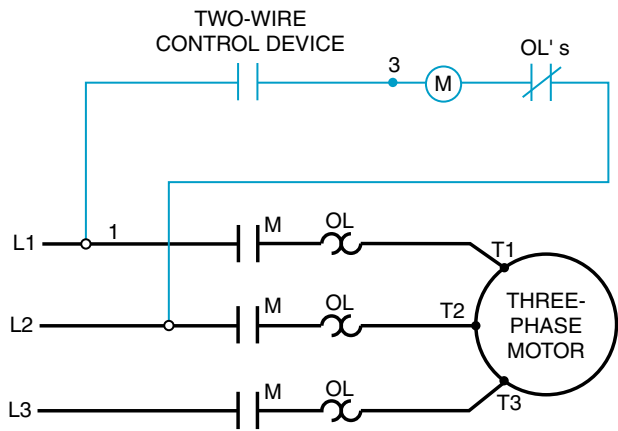 TWO-WIRE
CONTROL DEVICE
3
OL' s
M
L1
1
M
OL
T1
L2
M
OL
T2
THREE-
PHASE
MOTOR
L3
M
OL
T3